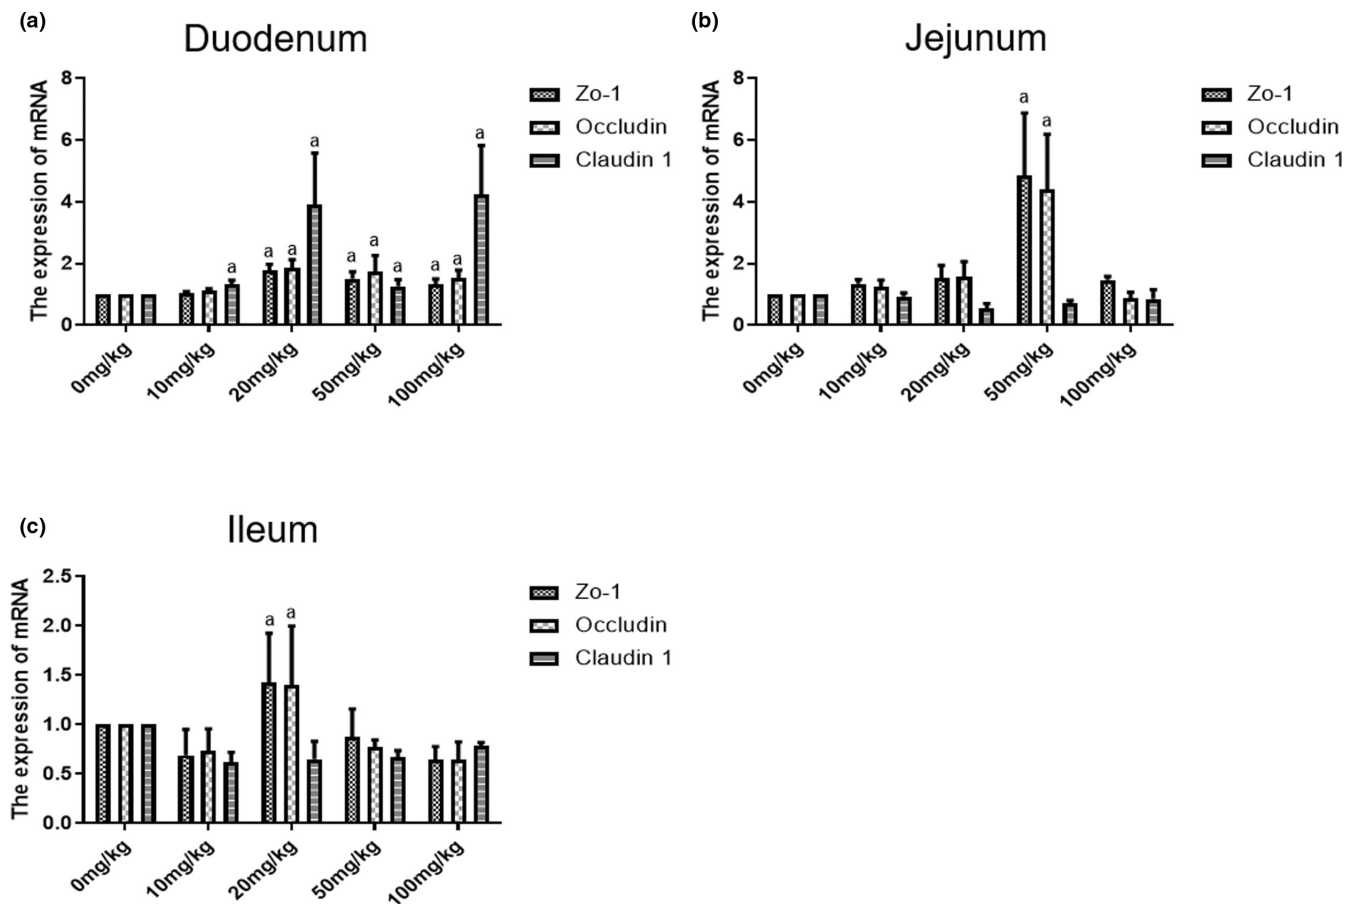 (a)
Duodenum
The expression of mRNA
8
6
4
2
0
a
a
a
a
a
a
a
a
a
a
0mg/kg
10mg/kg
20mg/kg
50mg/kg
100mg/kg
Zo-1
Occludin
Claudin 1
(b)
Jejunum
The expression of mRNA
8
6
4
2
0
a
a
0mg/kg
10mg/kg
20mg/kg
50mg/kg
100mg/kg
Zo-1
Occludin
Claudin 1
(c)
Ileum
The expression of mRNA
2.5
2.0
1.5
1.0
0.5
0.0
a
a
0mg/kg
10mg/kg
20mg/kg
50mg/kg
100mg/kg
Zo-1
Occludin
Claudin 1